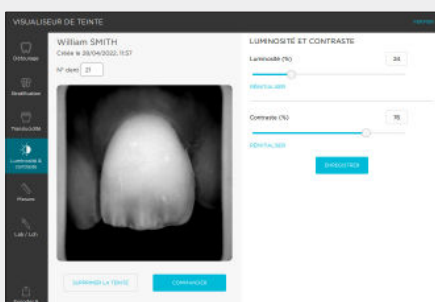 VISUALISEUR DE TEINTE
William SMITH
Créée le 28/04/2022, 11:57
N° dent 21
Détourage
Stratification
Translucidité
Luminosité & contraste
Mesure
Lab / Lch
LUMINOSITÉ ET CONTRASTE
Luminosité (%)
RÉINITIALISER
Contraste (%)
76
RÉINITIALISER
ENREGISTRER
SUPPRIMER LA TEINTE
COMMANDER